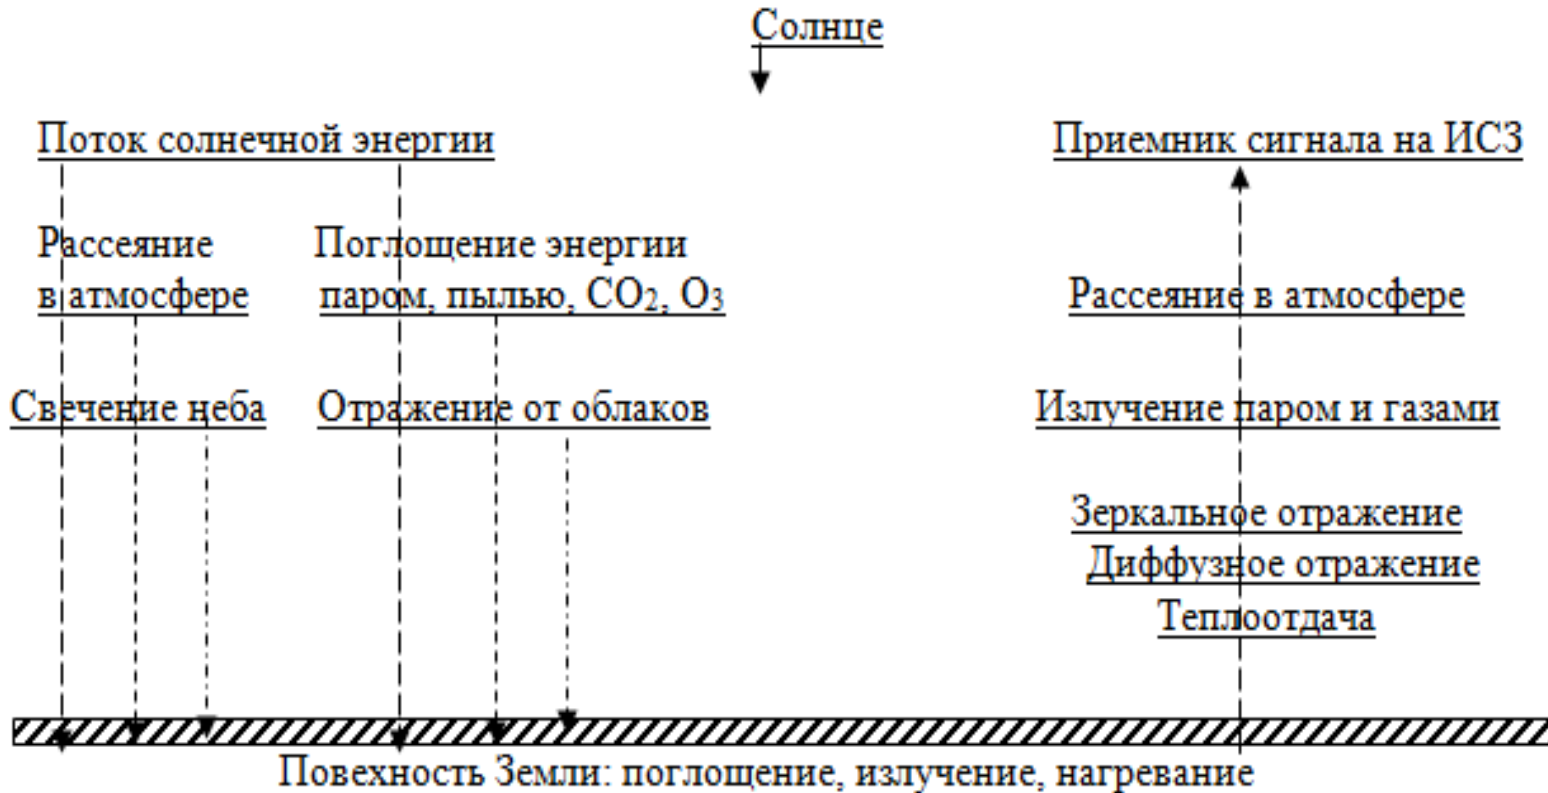 Солнце
Поток солнечной энергии
Приемник сигнала на ИСЗ
Рассеяние
в атмосфере
Поглощение энергии
паром, пылью, CO₂, O₃
Рассеяние в атмосфере
Свечение неба
Отражение от облаков
Излучение паром и газами
Зеркальное отражение
Диффузное отражение
Теплоотдача
Повехность Земли: поглощение, излучение, нагревание